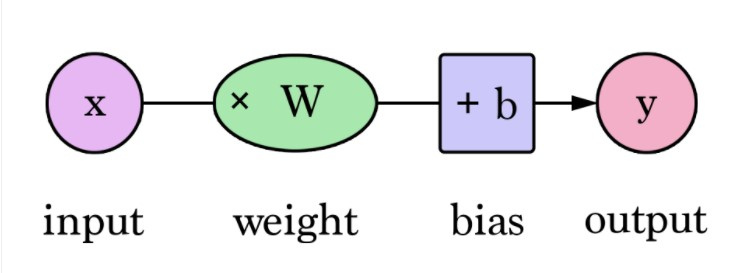 x × W + b y
input weight bias output